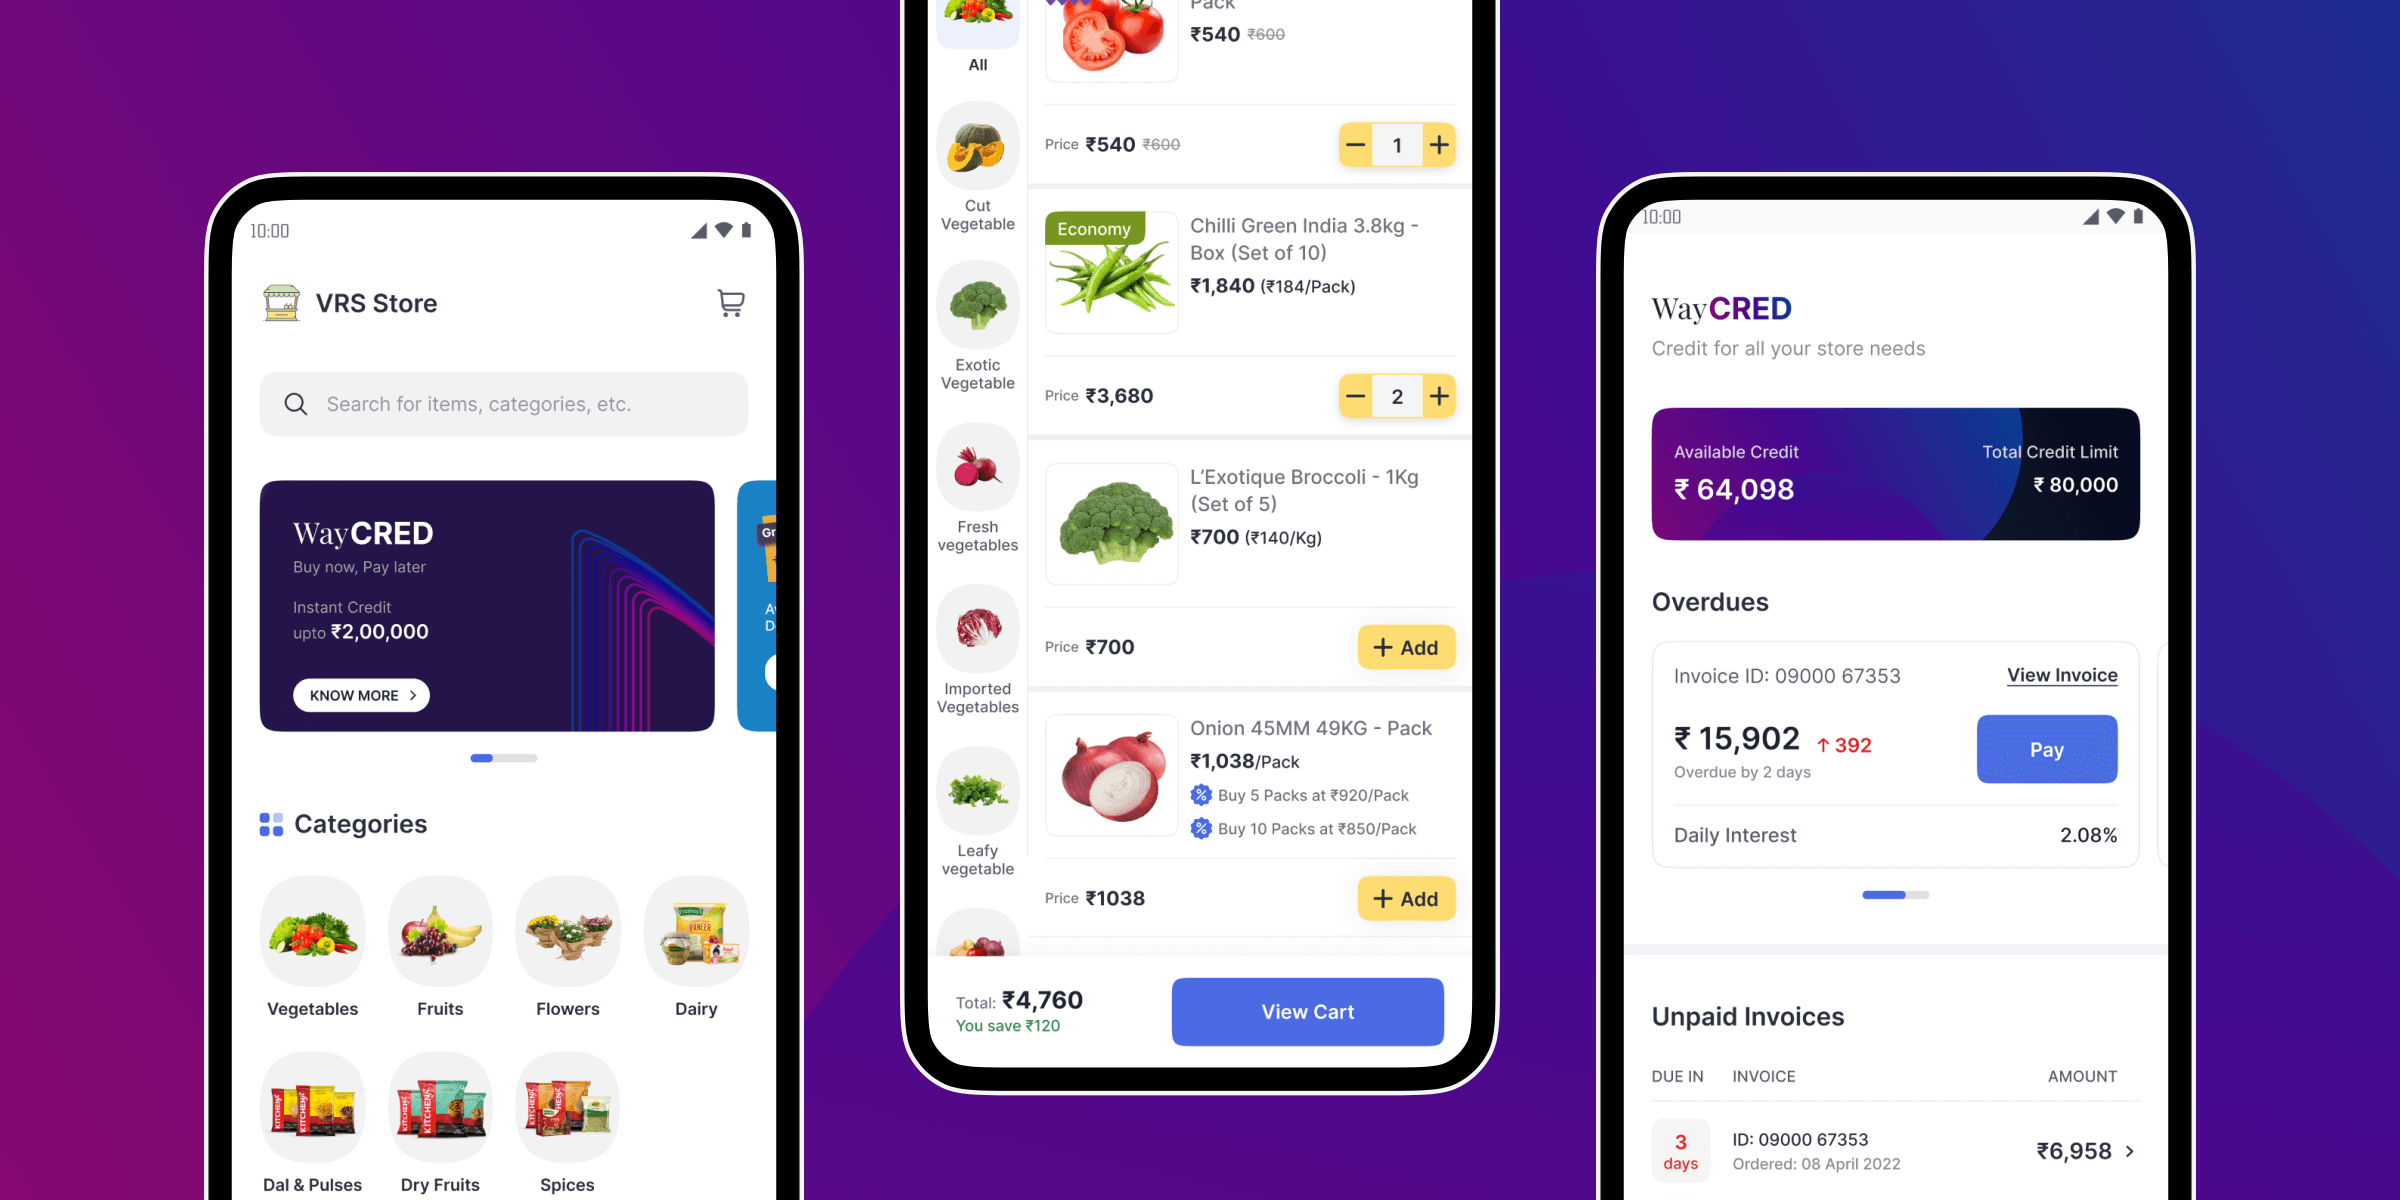 10:00
VRS Store
Search for items, categories, etc.
WayCRED
Buy now, Pay later
Instant Credit
upto ₹2,00,000
KNOW MORE
Categories
Vegetables
Fruits
Flowers
Dairy
PANEER
KITCHEN
KITCHEN
KITCHEN
Dal & Pulses
Dry Fruits
Spices
All
Cut
Vegetable
Exotic
Vegetable
Fresh
vegetables
Imported
Vegetables
Leafy
vegetable
Pack
₹540 ₹600
Price ₹540 ₹600
1
Economy
Chilli Green India 3.8kg -
Box (Set of 10)
₹1,840 (₹184/Pack)
Price ₹3,680
2
L’Exotique Broccoli - 1Kg
(Set of 5)
₹700 (₹140/Kg)
Price ₹700
+ Add
Onion 45MM 49KG - Pack
₹1,038/Pack
Buy 5 Packs at ₹920/Pack
Buy 10 Packs at ₹850/Pack
Price ₹1038
+ Add
Total: ₹4,760
You save ₹120
View Cart
10:00
WayCRED
Credit for all your store needs
Available Credit
₹ 64,098
Total Credit Limit
₹ 80,000
Overdues
Invoice ID: 09000 67353
View Invoice
₹ 15,902 ↑ 392
Overdue by 2 days
Pay
Daily Interest
2.08%
Unpaid Invoices
DUE IN INVOICE AMOUNT
3
days
ID: 09000 67353
Ordered: 08 April 2022
₹6,958